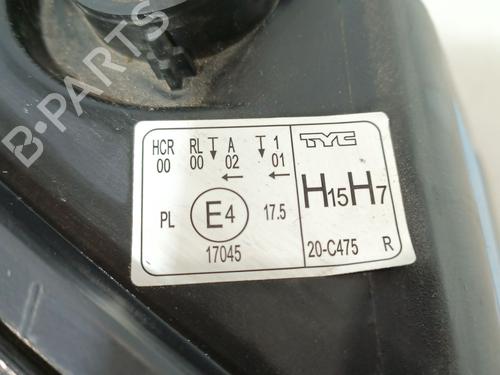 HCR RL A 1
00 00 02 01
PL E4 17.5
17045
TYC
H15H7
20-C475 R
B-PARTS